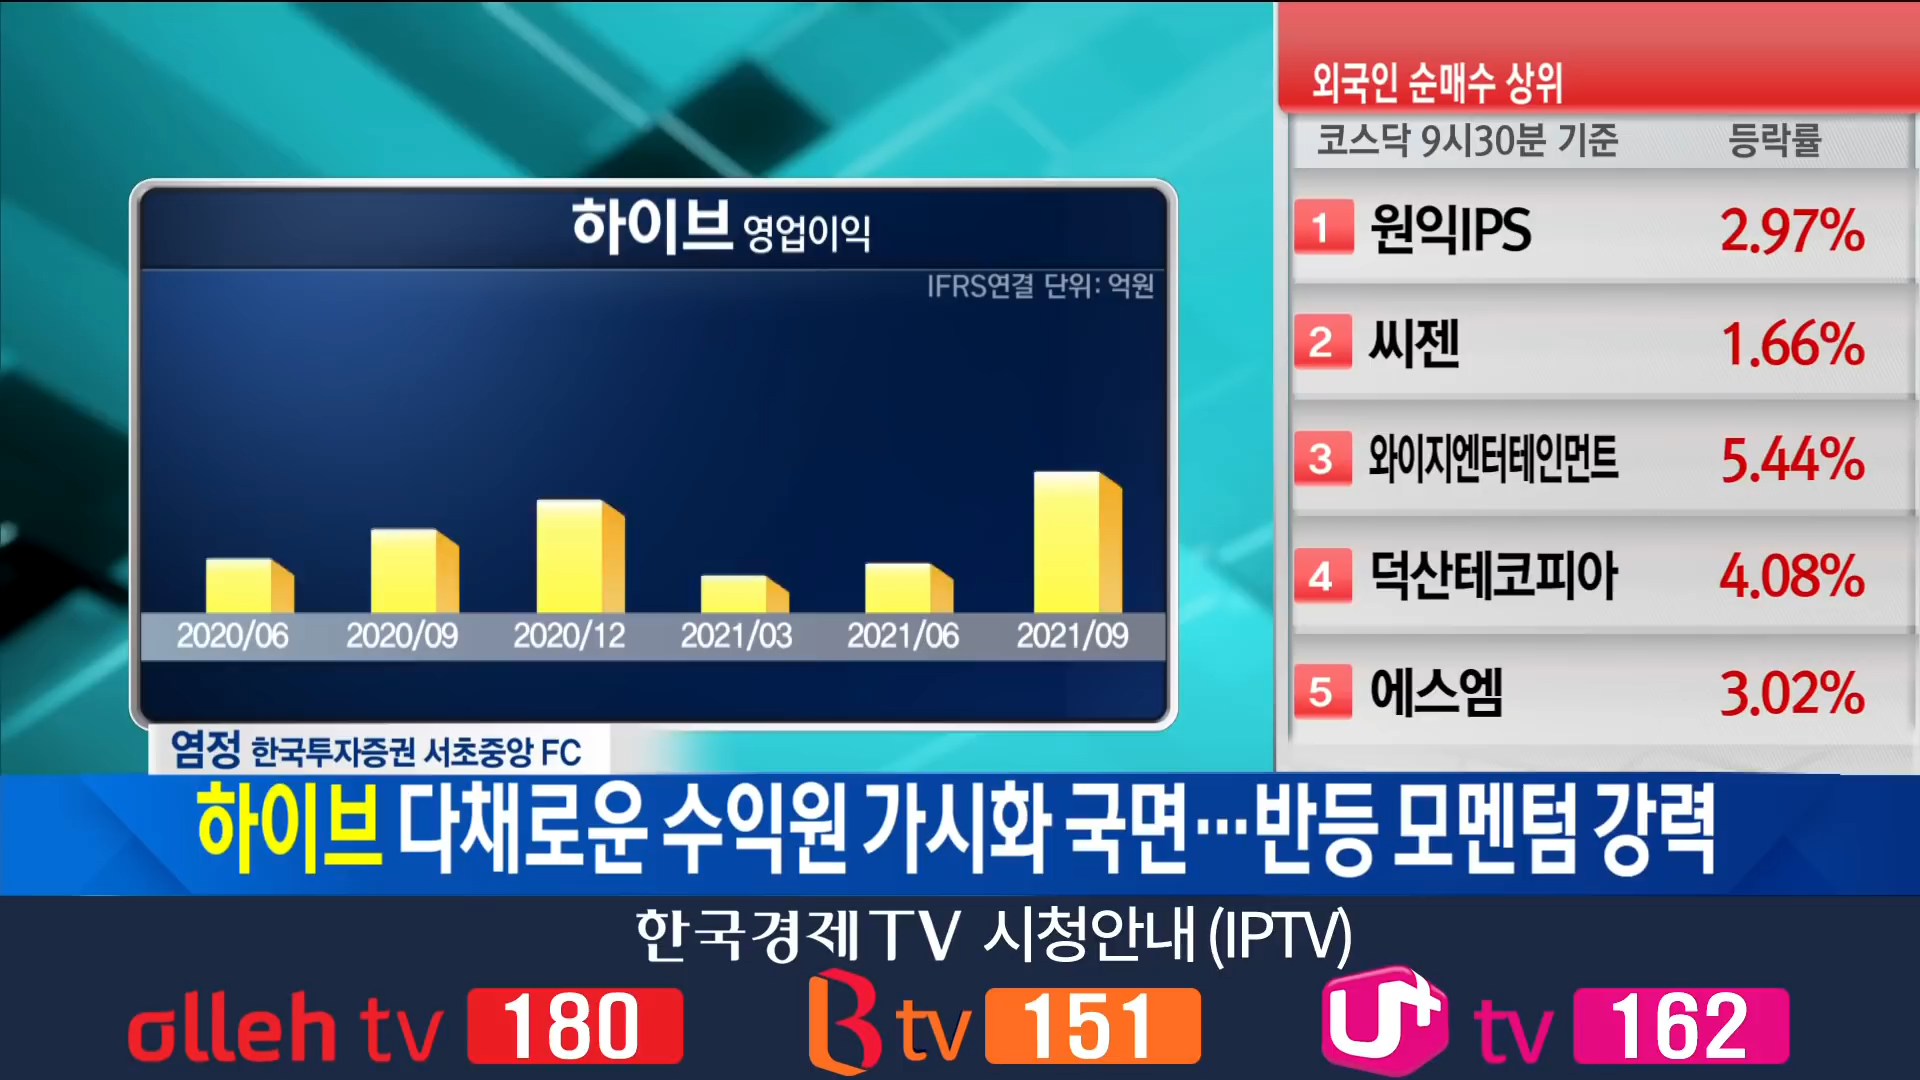 하이브 영업이익
IFRS연결 단위: 억원
2020/06 2020/09 2020/12 2021/03 2021/06 2021/09
외국인 순매수 상위
코스닥 9시30분 기준 등락률
1 원익IPS 2.97%
2 씨젠 1.66%
3 와이지엔터테인먼트 5.44%
4 덕산테코피아 4.08%
5 에스엠 3.02%
염정 한국투자증권 서초중앙 FC
하이브 다채로운 수익원 가시화 국면…반등 모멘텀 강력
한국경제TV 시청안내(IPTV)
olleh tv 180 B tv 151 U+ tv 162